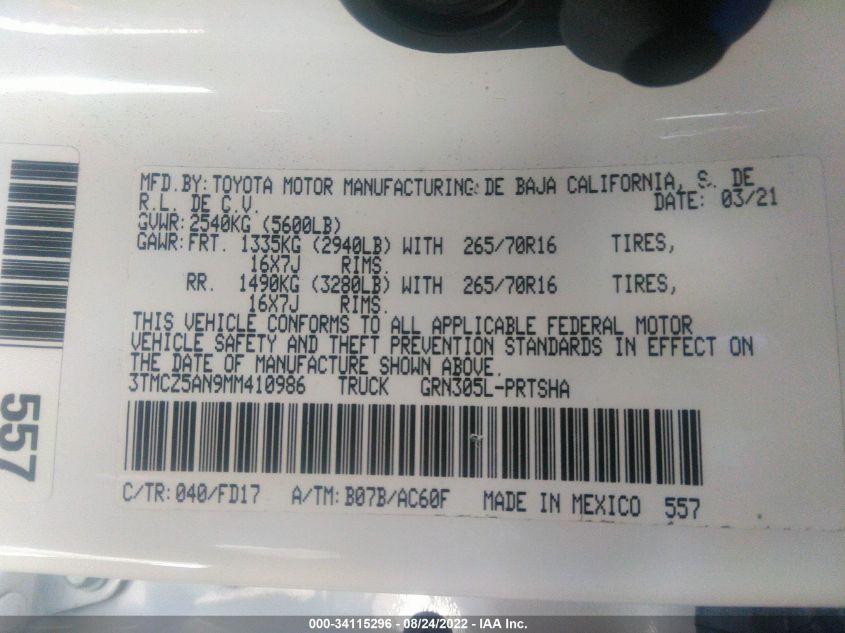 MFD.BY: TOYOTA MOTOR MANUFACTURING DE BAJA CALIFORNIA, S. DE
R.L. DE C.V. DATE: 03/21
GVWR: 2540KG (5600LB)
GAWR: FRT. 1335KG (2940LB) WITH 265/70R16 TIRES,
16X7J RIMS.
RR. 1490KG (3280LB) WITH 265/70R16 TIRES,
16X7J RIMS.
THIS VEHICLE CONFORMS TO ALL APPLICABLE FEDERAL MOTOR
VEHICLE SAFETY AND THEFT PREVENTION STANDARDS IN EFFECT ON
THE DATE OF MANUFACTURE SHOWN ABOVE.
3TMCZ5AN9MM410986 TRUCK GRN305L-PRTSHA
C/TR: 040/FD17 A/TM: B07B/AC60F MADE IN MEXICO 557
557
000-34115296 - 08/24/2022 - IAA Inc.